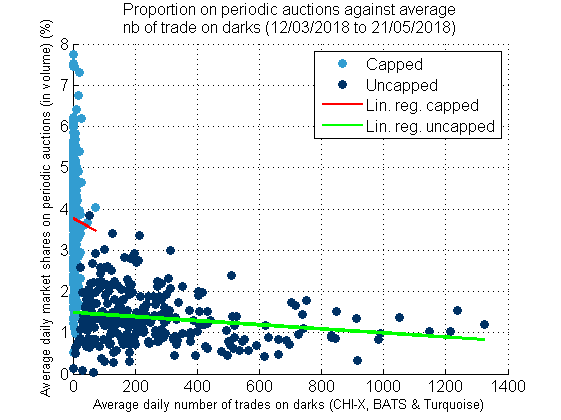 Proportion on periodic auctions against average
nb of trade on darks (12/03/2018 to 21/05/2018)
Average daily market shares on periodic auctions (in volume) (%)
8
7
6
5
4
3
2
1
0
Capped
Uncapped
Lin. reg. capped
Lin. reg. uncapped
0 200 400 600 800 1000 1200 1400
Average daily number of trades on darks (CHI-X, BATS & Turquoise)